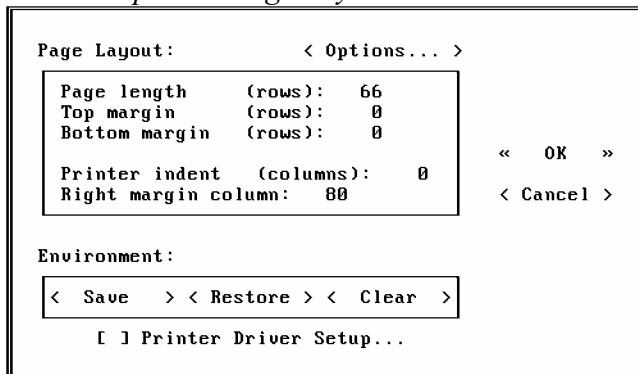 Page Layout: < Options... >
Page length (rows): 66
Top margin (rows): 0
Bottom margin (rows): 0
« OK »
Printer indent (columns): 0
Right margin column: 80
< Cancel >
Environment:
< Save > < Restore > < Clear >
[ ] Printer Driver Setup...